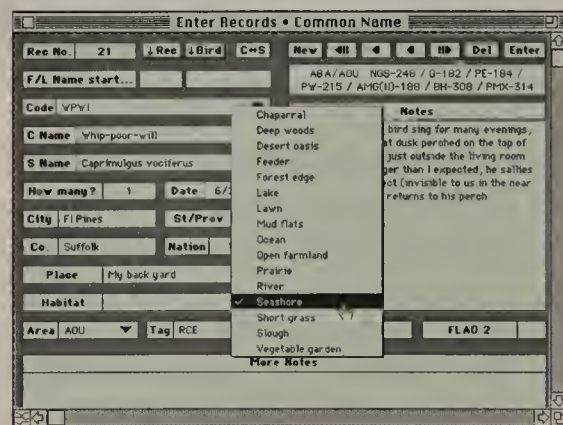 Enter Records • Common Name
Rec No. 21 ↓Rec ↓Bird C↔S New Del Enter
F/L Name start...
ABA/AOU NGS-248 / G-182 / PE-184 /
PW-215 / AMG(II)-188 / BH-308 / PMX-314
Code WPWI
Notes
C Name Whip-poor-will
bird sing for many evenings,
at dusk perched on the top of
S Name Caprimulgus vociferus
just outside the living room
ger than I expected, he sallies
ect (invisible to us in the near
returns to his perch
How many? 1 Date 6/
City FI Pines St/Prov
Co. Suffolk Nation
Place My back yard
Habitat
Chaparral
Deep woods
Desert oasis
Feeder
Forest edge
Lake
Lawn
Mud flats
Ocean
Open farmland
Prairie
River
✓ Seashore
Short grass
Slough
Vegetable garden
Area AOU Tag RCE FLAG 2
More Notes